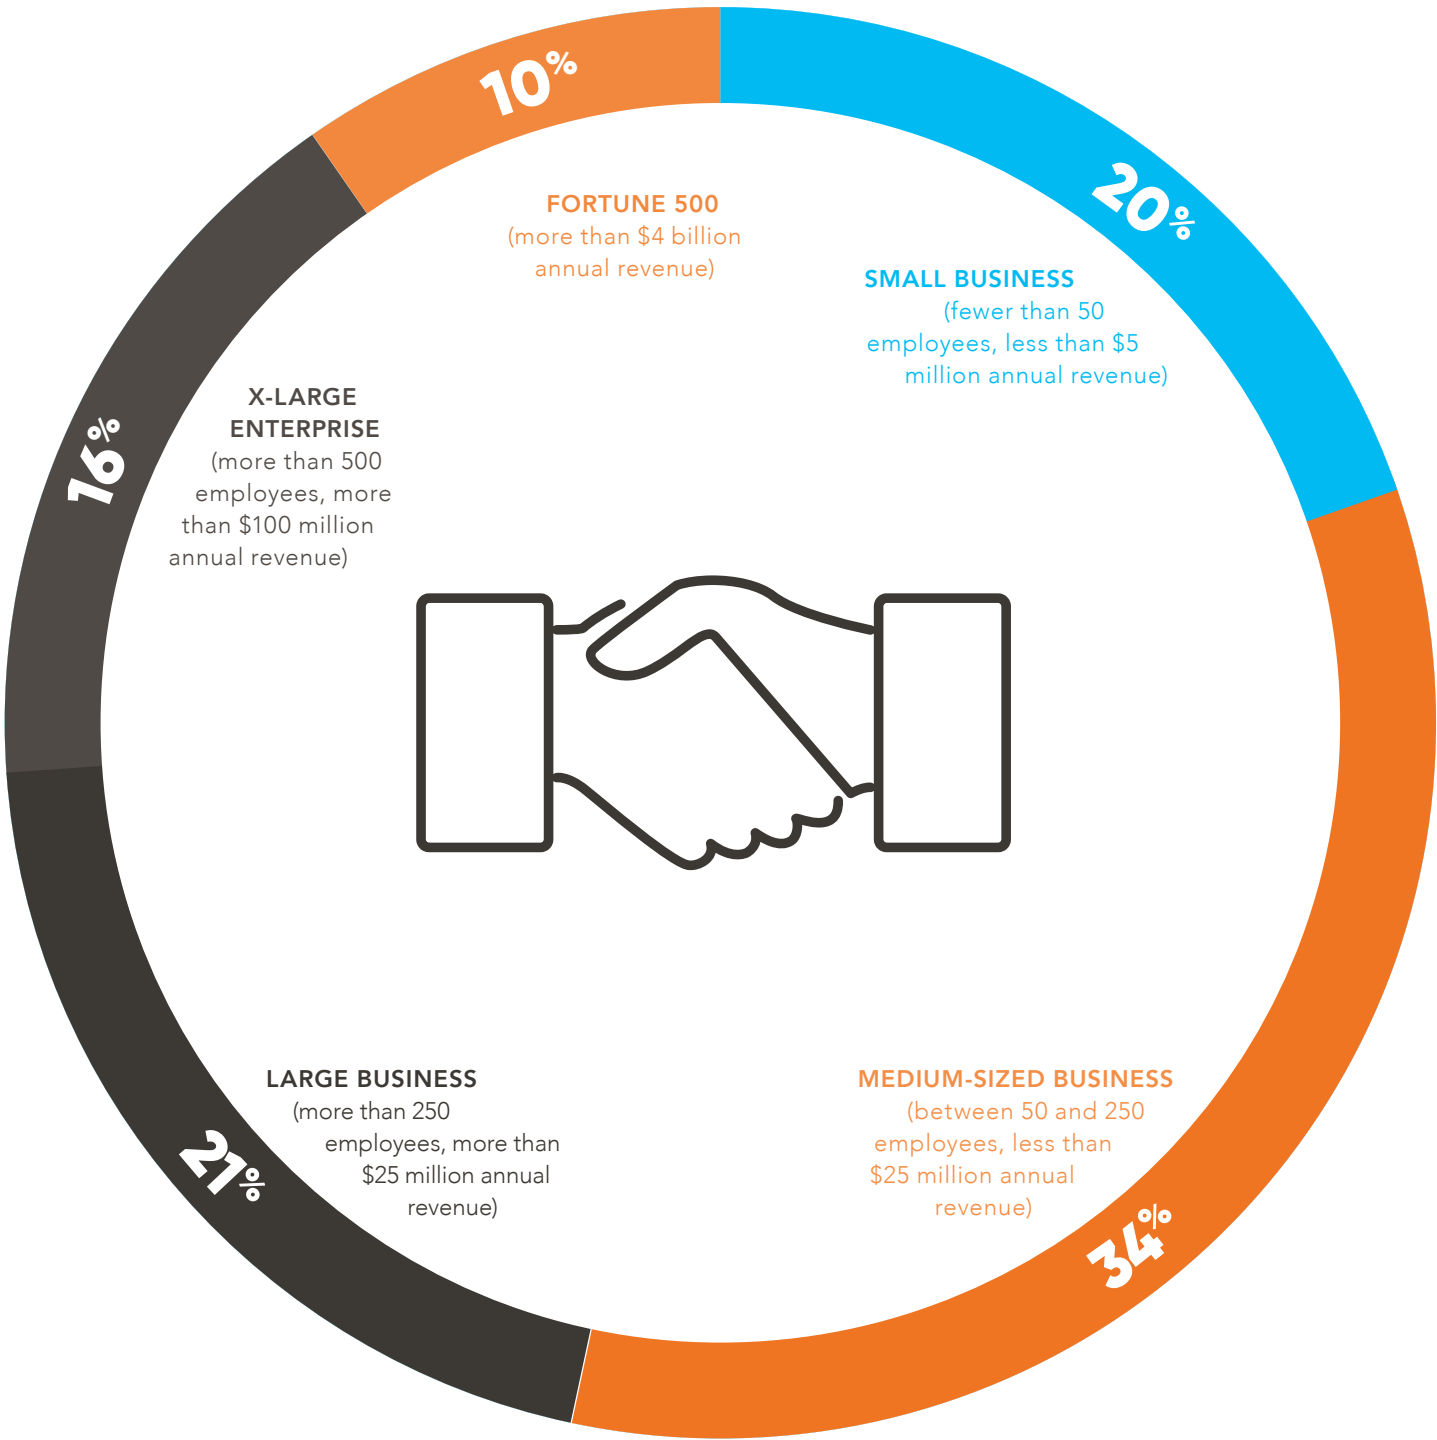 10%
FORTUNE 500
(more than $4 billion
annual revenue)
20%
SMALL BUSINESS
(fewer than 50
employees, less than $5
million annual revenue)
16%
X-LARGE
ENTERPRISE
(more than 500
employees, more
than $100 million
annual revenue)
LARGE BUSINESS
(more than 250
employees, more than
$25 million annual
revenue)
21%
MEDIUM-SIZED BUSINESS
(between 50 and 250
employees, less than
$25 million annual
revenue)
34%